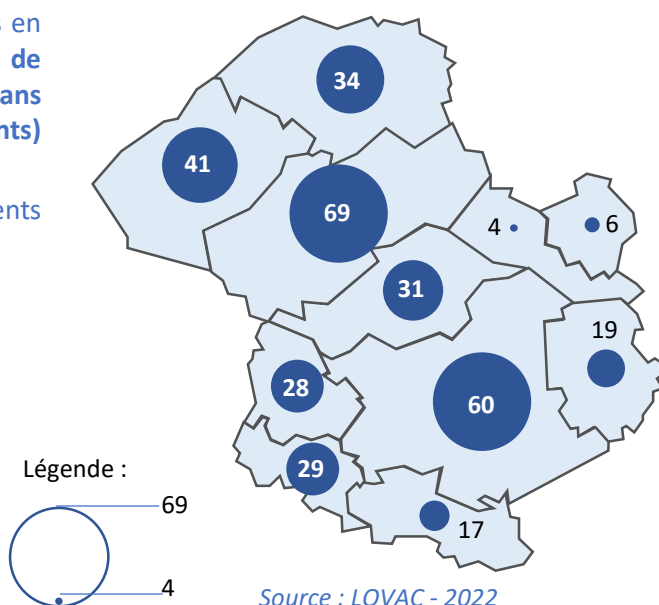 s en
de
ans
nts)
ents
34
41
69
4
6
31
19
28
60
29
17
Légende :
69
4
Source : LOVAC - 2022